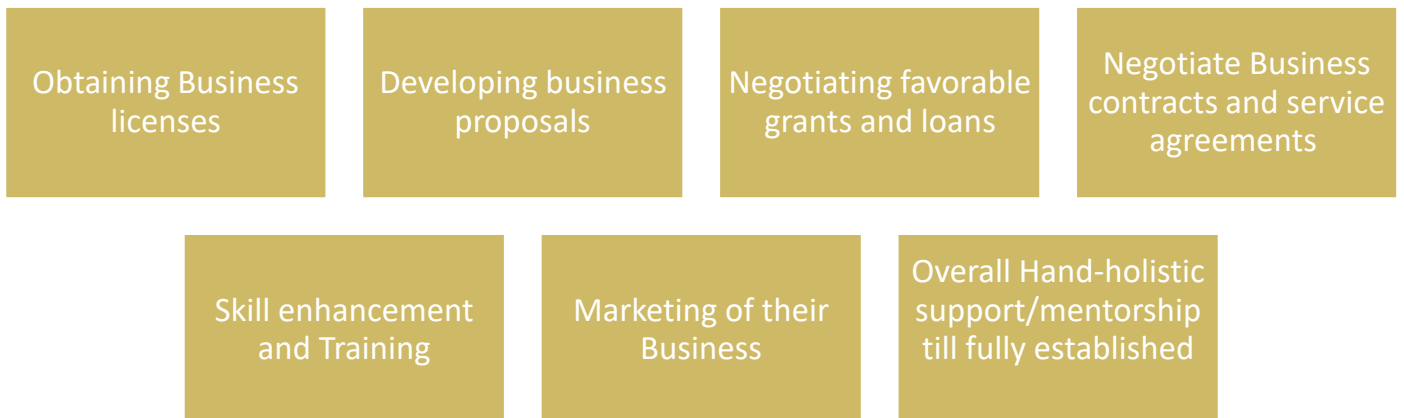 Obtaining Business
licenses
Developing business
proposals
Negotiating favorable
grants and loans
Negotiate Business
contracts and service
agreements
Skill enhancement
and Training
Marketing of their
Business
Overall Hand-holistic
support/mentorship
till fully established